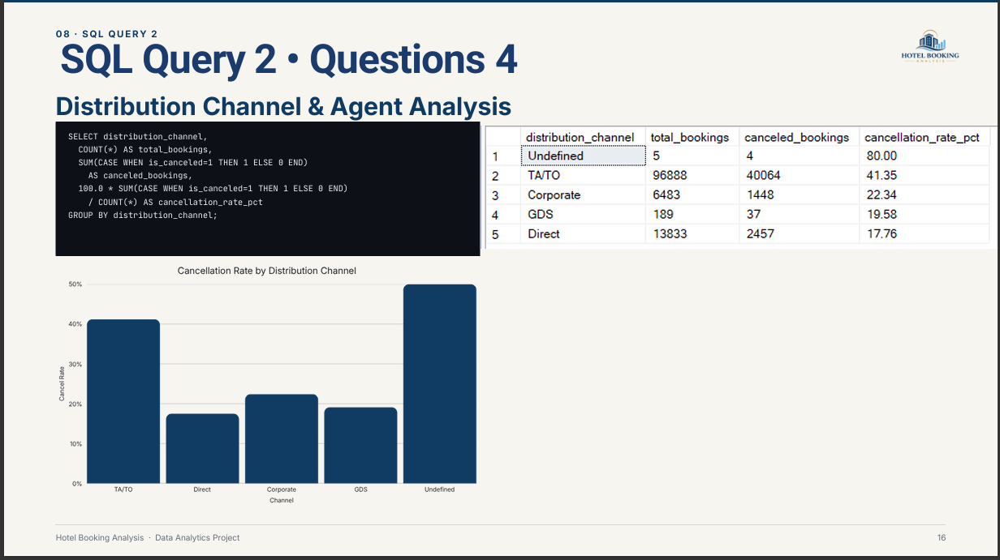 08 · SQL QUERY 2
SQL Query 2 • Questions 4
HOTEL BOOKING
ANALYSIS
Distribution Channel & Agent Analysis
SELECT distribution_channel,
COUNT(*) AS total_bookings,
SUM(CASE WHEN is_canceled=1 THEN 1 ELSE 0 END)
AS canceled_bookings,
100.0 * SUM(CASE WHEN is_canceled=1 THEN 1 ELSE 0 END)
/ COUNT(*) AS cancellation_rate_pct
GROUP BY distribution_channel;
distribution_channel total_bookings canceled_bookings cancellation_rate_pct
1 Undefined 5 4 80.00
2 TA/TO 96888 40064 41.35
3 Corporate 6483 1448 22.34
4 GDS 189 37 19.58
5 Direct 13833 2457 17.76
Cancellation Rate by Distribution Channel
50%
40%
30%
20%
10%
0%
Cancel Rate
TA/TO Direct Corporate GDS Undefined
Channel
Hotel Booking Analysis · Data Analytics Project
16